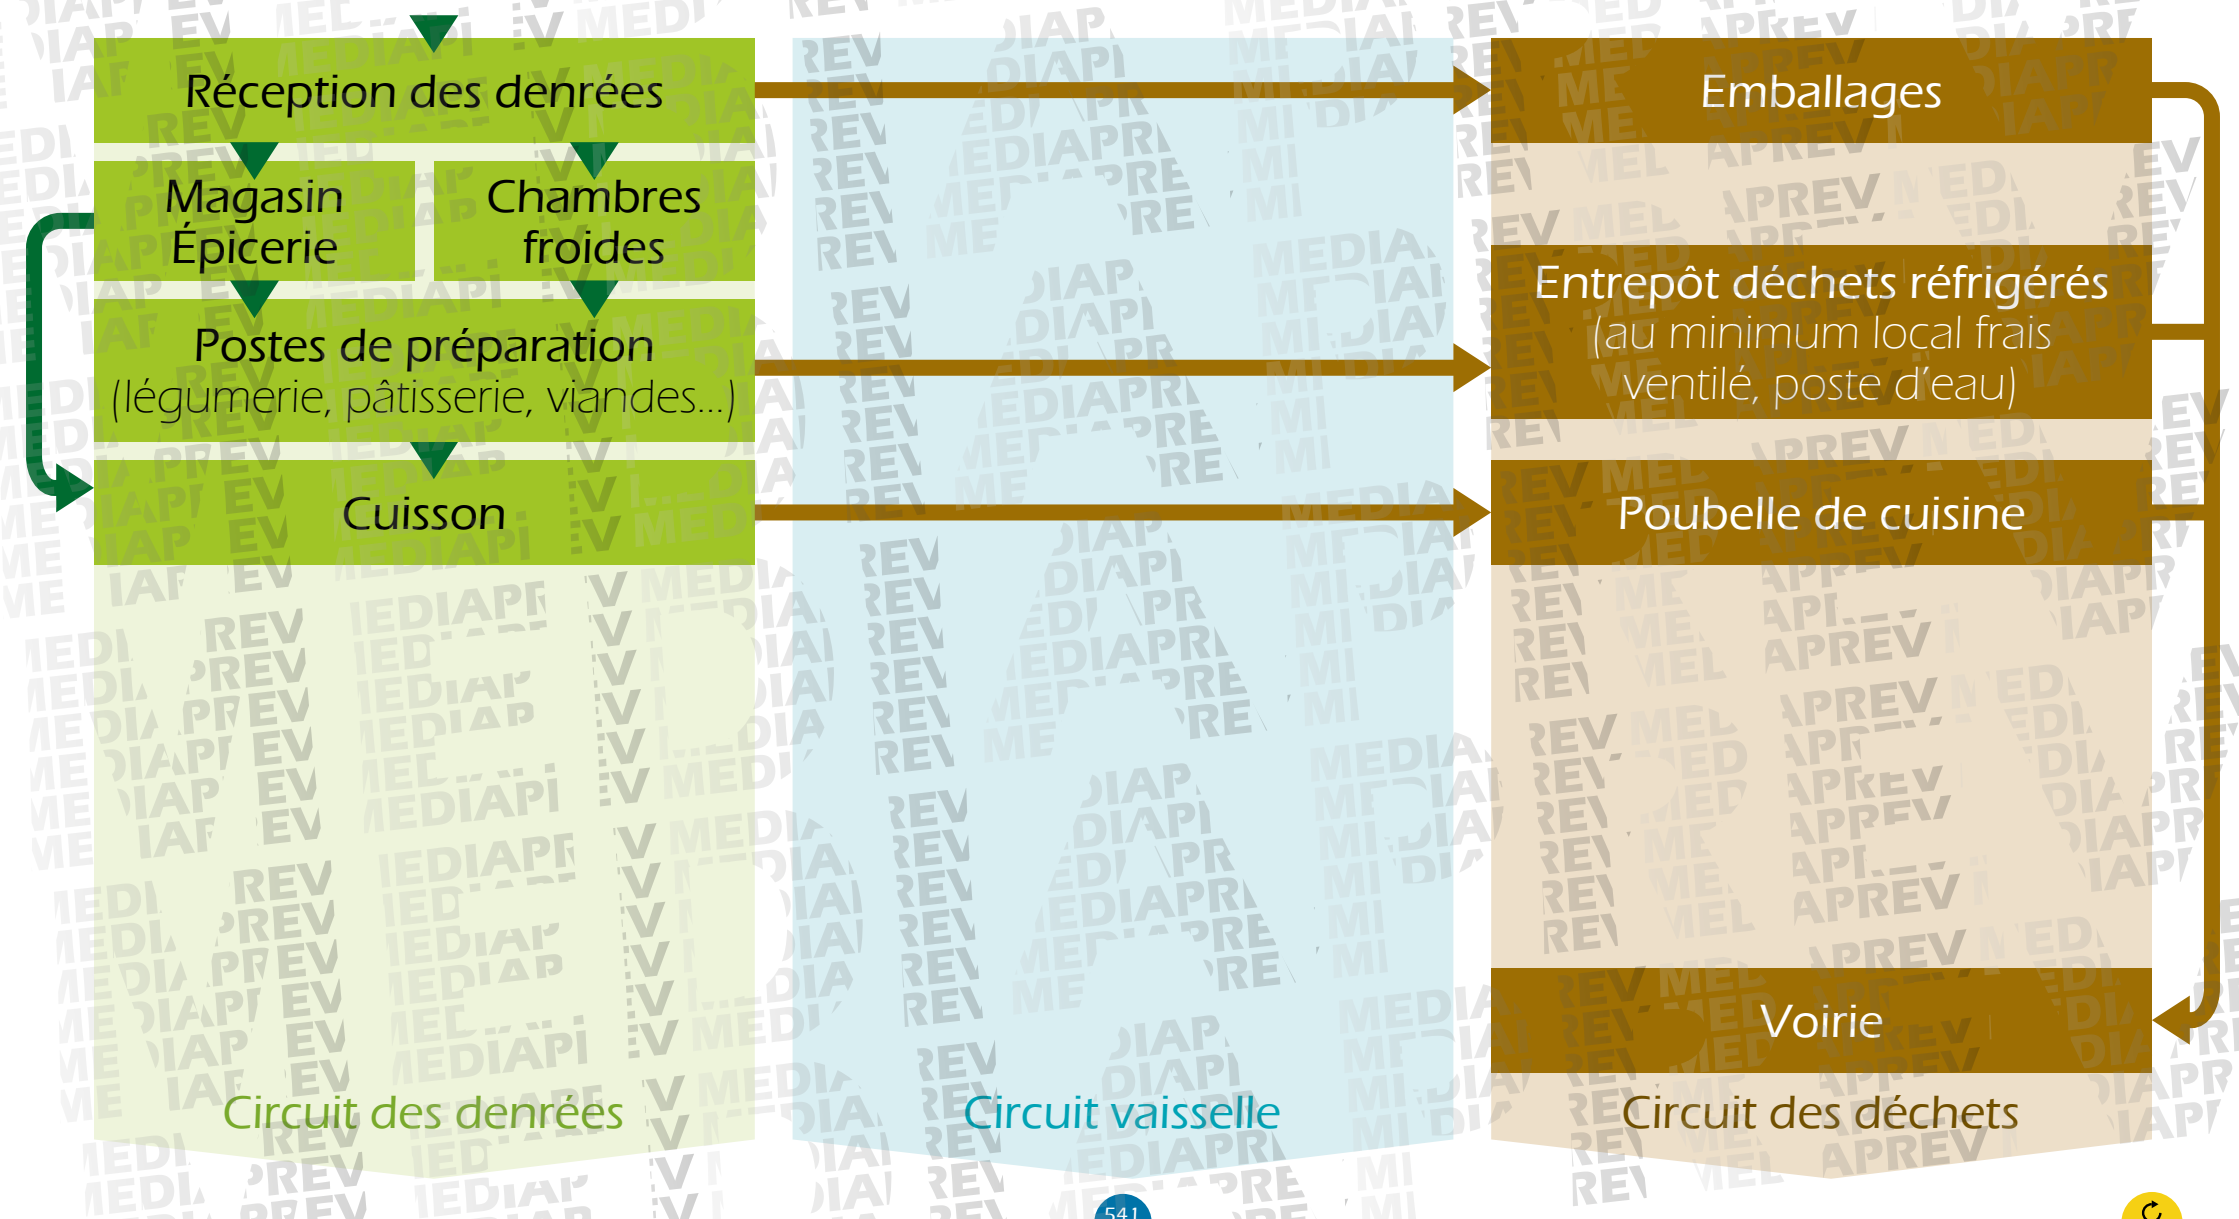 Réception des denrées
Emballages
Magasin
Épicerie
Chambres
froides
Postes de préparation
(légumerie, pâtisserie, viandes...)
Entrepôt déchets réfrigérés
(au minimum local frais
ventilé, poste d'eau)
Cuisson
Poubelle de cuisine
Voirie
Circuit des denrées
Circuit vaisselle
Circuit des déchets
541